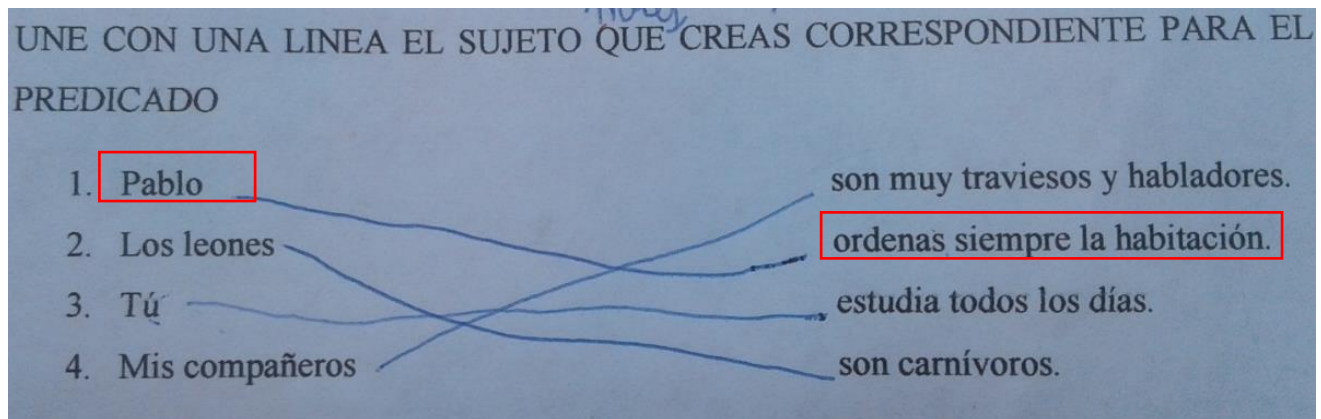 UNE CON UNA LINEA EL SUJETO QUE CREAS CORRESPONDIENTE PARA EL
PREDICADO
1. Pablo son muy traviesos y habladores.
2. Los leones ordenas siempre la habitación.
3. Tú estudia todos los días.
4. Mis compañeros son carnívoros.